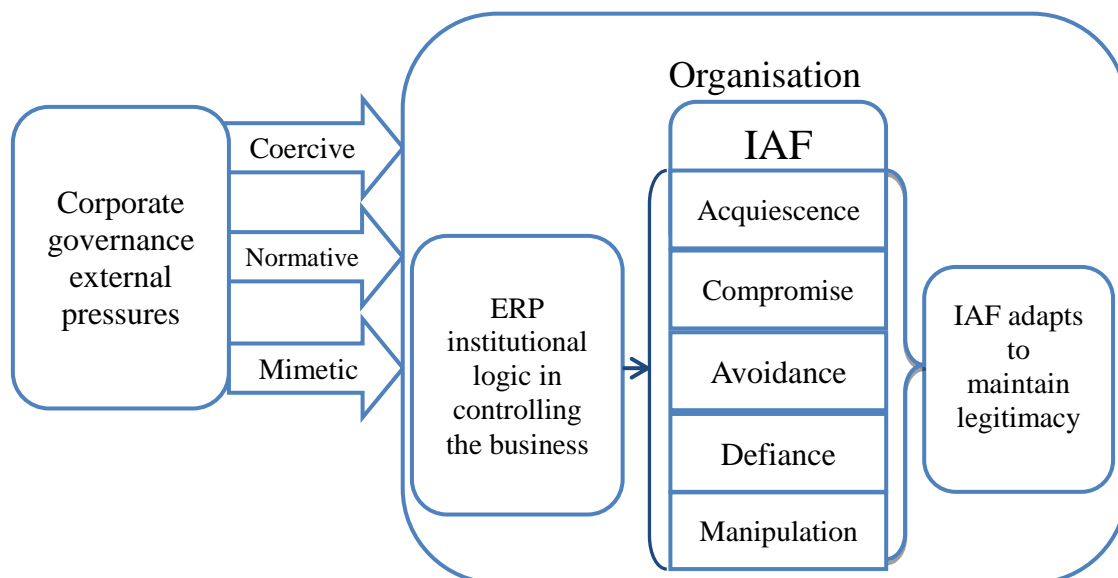 Corporate
governance
external
pressures
Coercive
Normative
Mimetic
Organisation
ERP
institutional
logic in
controlling
the business
IAF
Acquiescence
Compromise
Avoidance
Defiance
Manipulation
IAF adapts
to
maintain
legitimacy